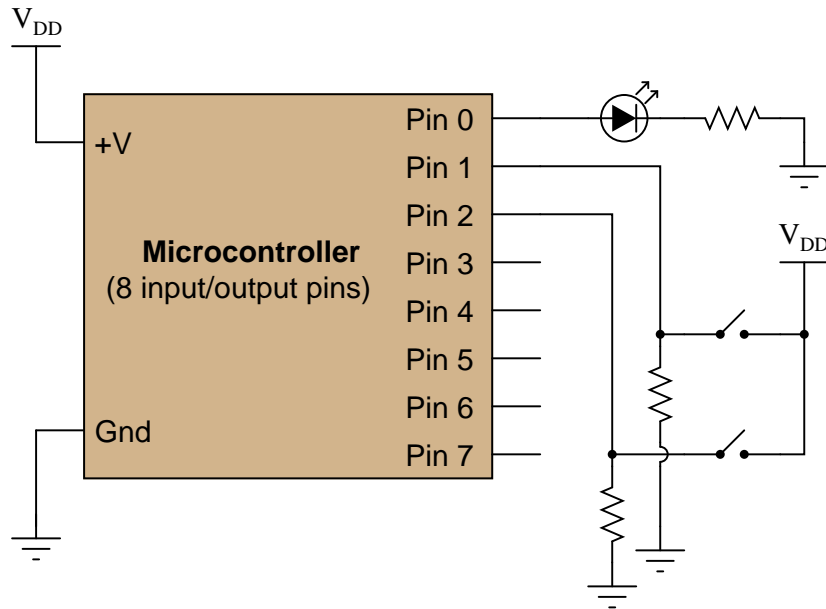 V_DD
+V
Microcontroller
(8 input/output pins)
Gnd
Pin 0
Pin 1
Pin 2
Pin 3
Pin 4
Pin 5
Pin 6
Pin 7
V_DD